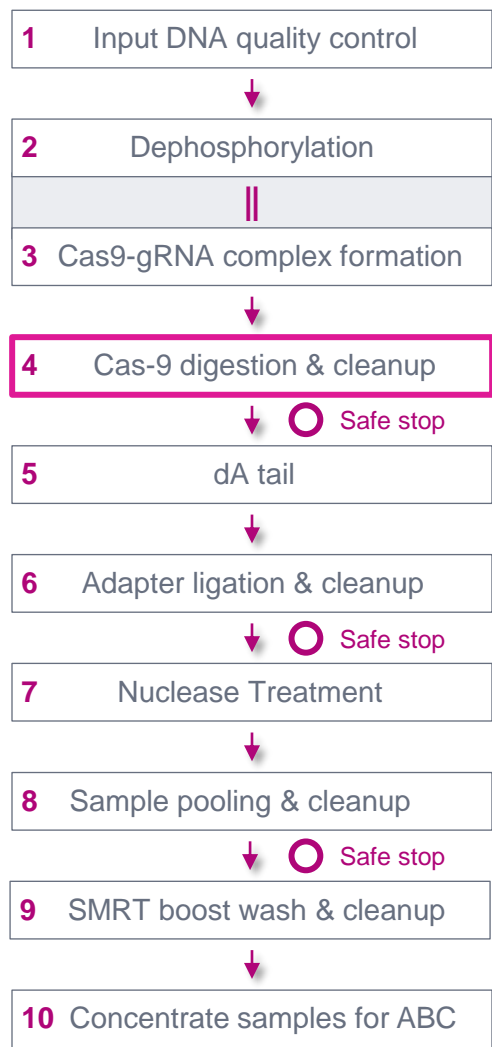 1 Input DNA quality control
2 Dephosphorylation
3 Cas9-gRNA complex formation
4 Cas-9 digestion & cleanup
Safe stop
5 dA tail
6 Adapter ligation & cleanup
Safe stop
7 Nuclease Treatment
8 Sample pooling & cleanup
Safe stop
9 SMRT boost wash & cleanup
10 Concentrate samples for ABC